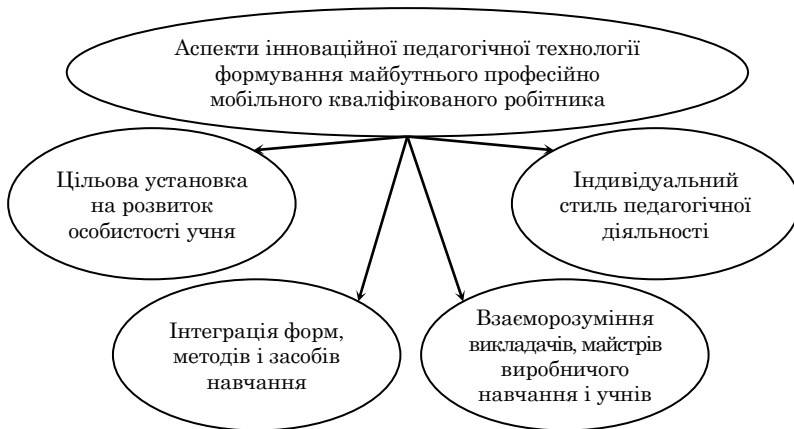 Аспекти інноваційної педагогічної технології
формування майбутнього професійно
мобільного кваліфікованого робітника
Цільова установка
на розвиток
особистості учня
Індивідуальний
стиль педагогічної
діяльності
Інтеграція форм,
методів і засобів
навчання
Взаєморозуміння
викладачів, майстрів
виробничого
навчання і учнів